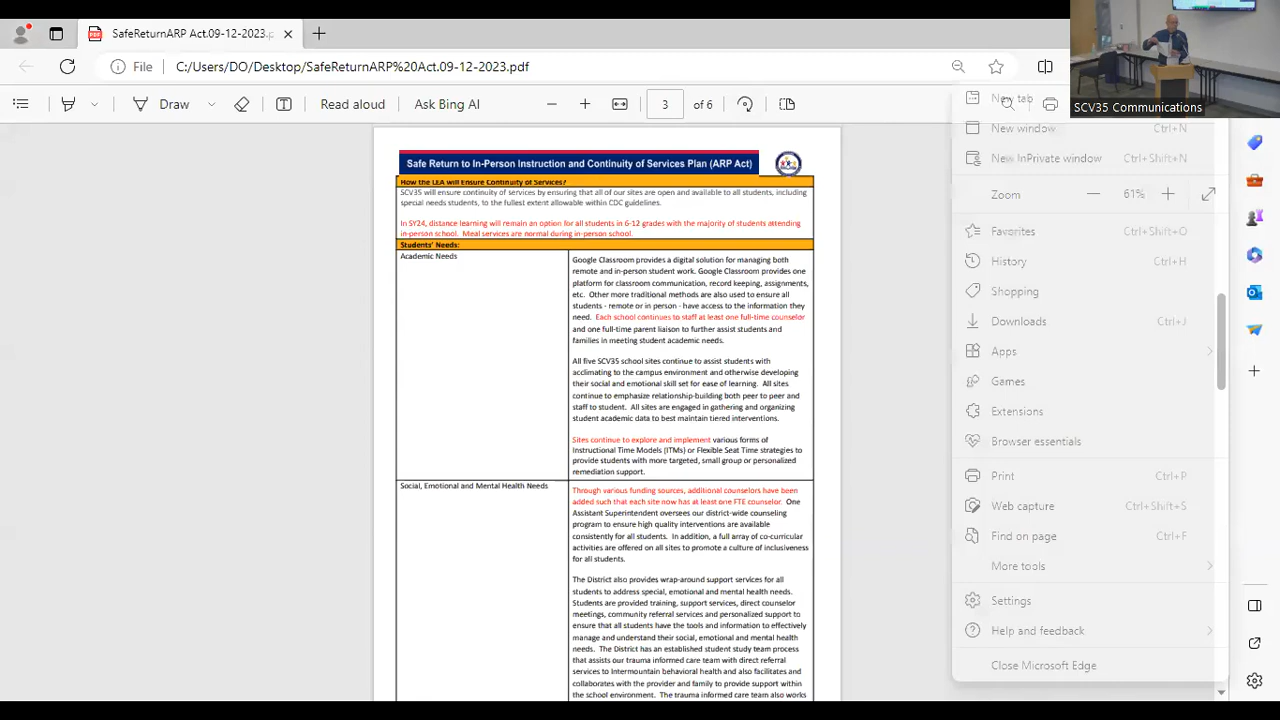 SafeReturnARP Act.09-12-2023.p
File
C:/Users/DO/Desktop/SafeReturnARP%20Act.09-12-2023.pdf
SCV35 Communications
Draw
Read aloud
Ask Bing AI
3
of 6
Safe Return to In-Person Instruction and Continuity of Services Plan (ARP Act)
How the LEA will Ensure Continuity of Services?
SCV35 will ensure continuity of services by ensuring that all of our sites are open and available to all students, including
special needs students, to the fullest extent allowable within CDC guidelines.
In SY24, distance learning will remain an option for all students in 6-12 grades with the majority of students attending
in-person school. Meal services are normal during in-person school.
Students' Needs:
Academic Needs
Google Classroom provides a digital solution for managing both
remote and in-person student work. Google Classroom provides one
platform for classroom communication, record keeping, assignments,
etc. Other more traditional methods are also used to ensure all
students - remote or in person - have access to the information they
need. Each school continues to staff at least one full-time counselor
and one full-time parent liaison to further assist students and
families in meeting student academic needs.
All five SCV35 school sites continue to assist students with
acclimating to the campus environment and otherwise developing
their social and emotional skill set for ease of learning. All sites
continue to emphasize relationship-building both peer to peer and
staff to student. All sites are engaged in gathering and organizing
student academic data to best maintain tiered interventions.
Sites continue to explore and implement various forms of
Instructional Time Models (ITMs) or Flexible Seat Time strategies to
provide students with more targeted, small group or personalized
remediation support.
Social, Emotional and Mental Health Needs
Through various funding sources, additional counselors have been
added such that each site now has at least one FTE counselor. One
Assistant Superintendent oversees our district-wide counseling
program to ensure high quality interventions are available
consistently for all students. In addition, a full array of co-curricular
activities are offered on all sites to promote a culture of inclusiveness
for all students.
The District also provides wrap-around support services for all
students to address special, emotional and mental health needs.
Students are provided training, support services, direct counselor
meetings, community referral services and personalized support to
ensure that all students have the tools and information to effectively
manage and understand their social, emotional and mental health
needs. The District has an established student study team process
that assists our trauma informed care team with direct referral
services to Intermountain behavioral health and also facilitates and
collaborates with the provider and family to provide support within
the school environment. The trauma informed care team also works
New tab
New window Ctrl+N
New InPrivate window Ctrl+Shift+N
Zoom 61%
Favorites Ctrl+Shift+O
History Ctrl+H
Shopping
Downloads Ctrl+J
Apps
Games
Extensions
Browser essentials
Print Ctrl+P
Web capture Ctrl+Shift+S
Find on page Ctrl+F
More tools
Settings
Help and feedback
Close Microsoft Edge